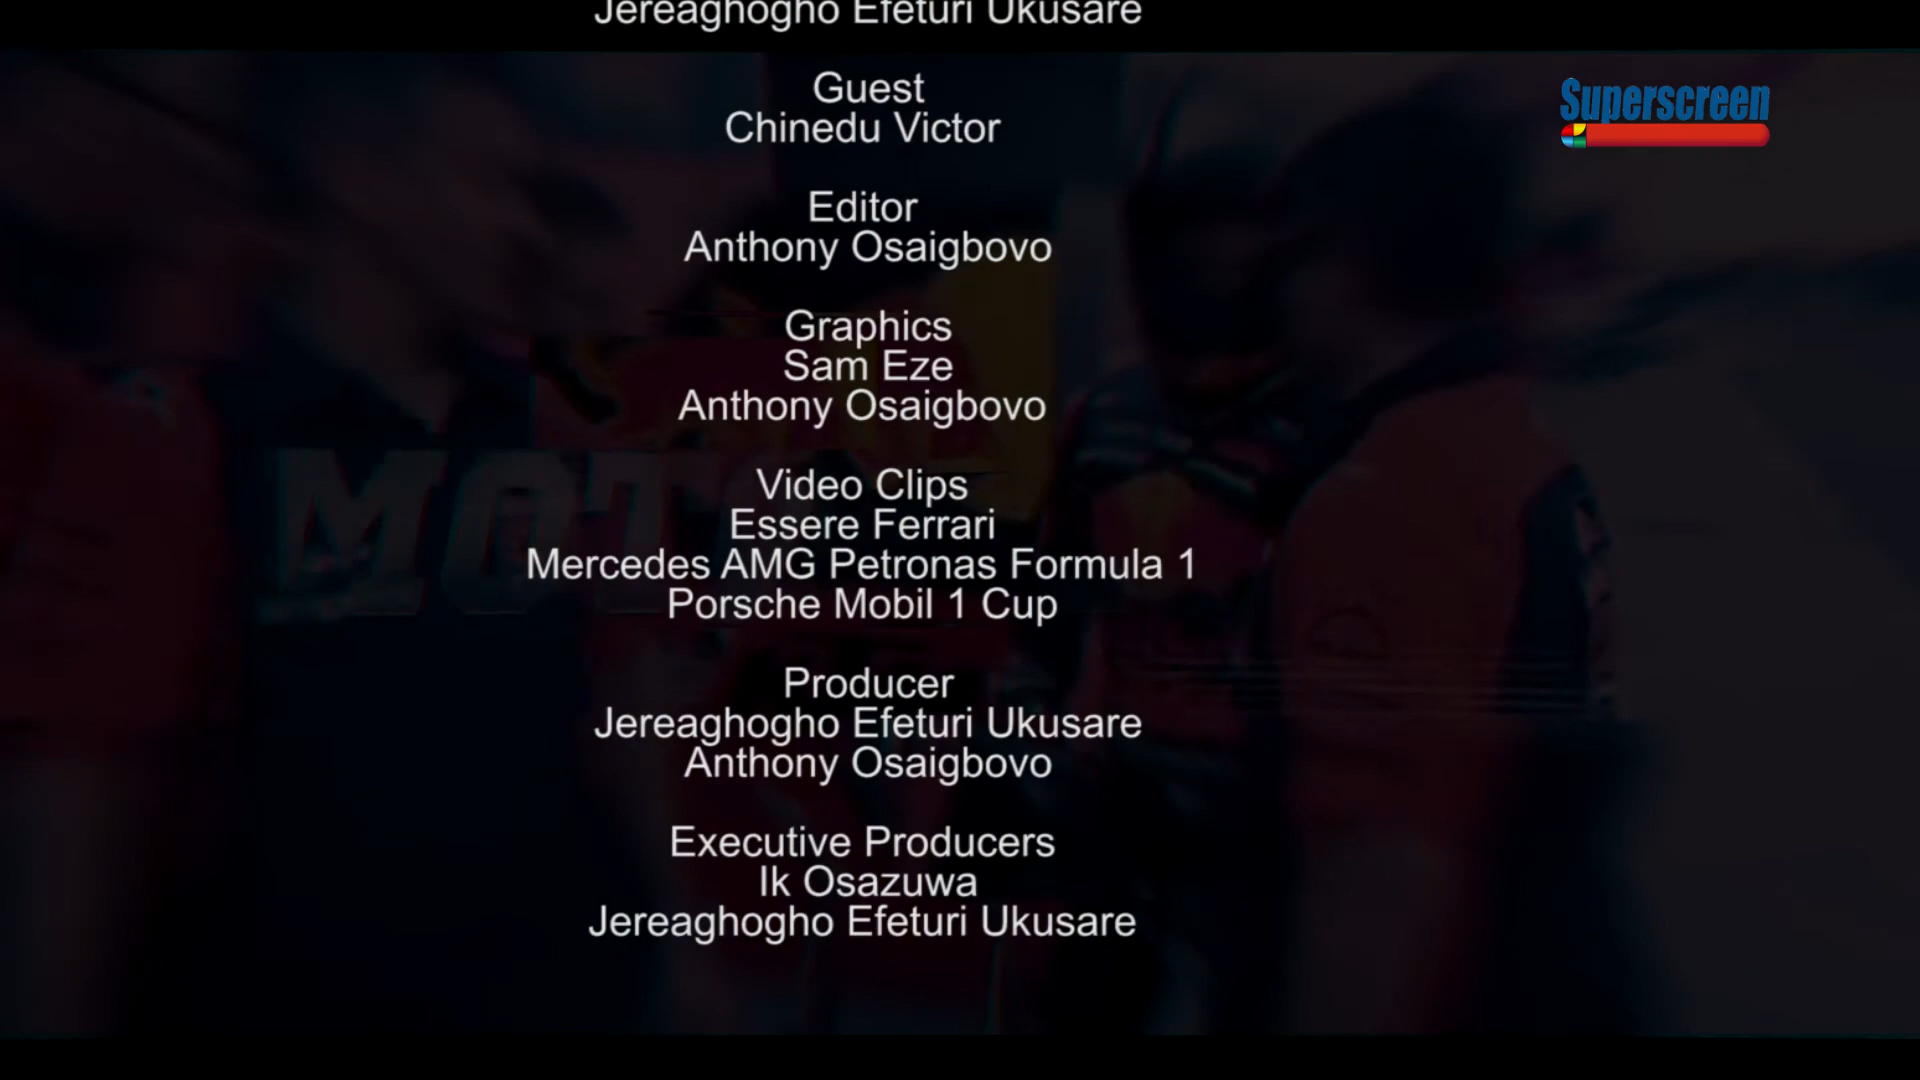 Jereaghogho Efeturi Ukusare
Guest
Chinedu Victor
Superscreen
Editor
Anthony Osaigbovo
Graphics
Sam Eze
Anthony Osaigbovo
Video Clips
Essere Ferrari
Mercedes AMG Petronas Formula 1
Porsche Mobil 1 Cup
Producer
Jereaghogho Efeturi Ukusare
Anthony Osaigbovo
Executive Producers
Ik Osazuwa
Jereaghogho Efeturi Ukusare